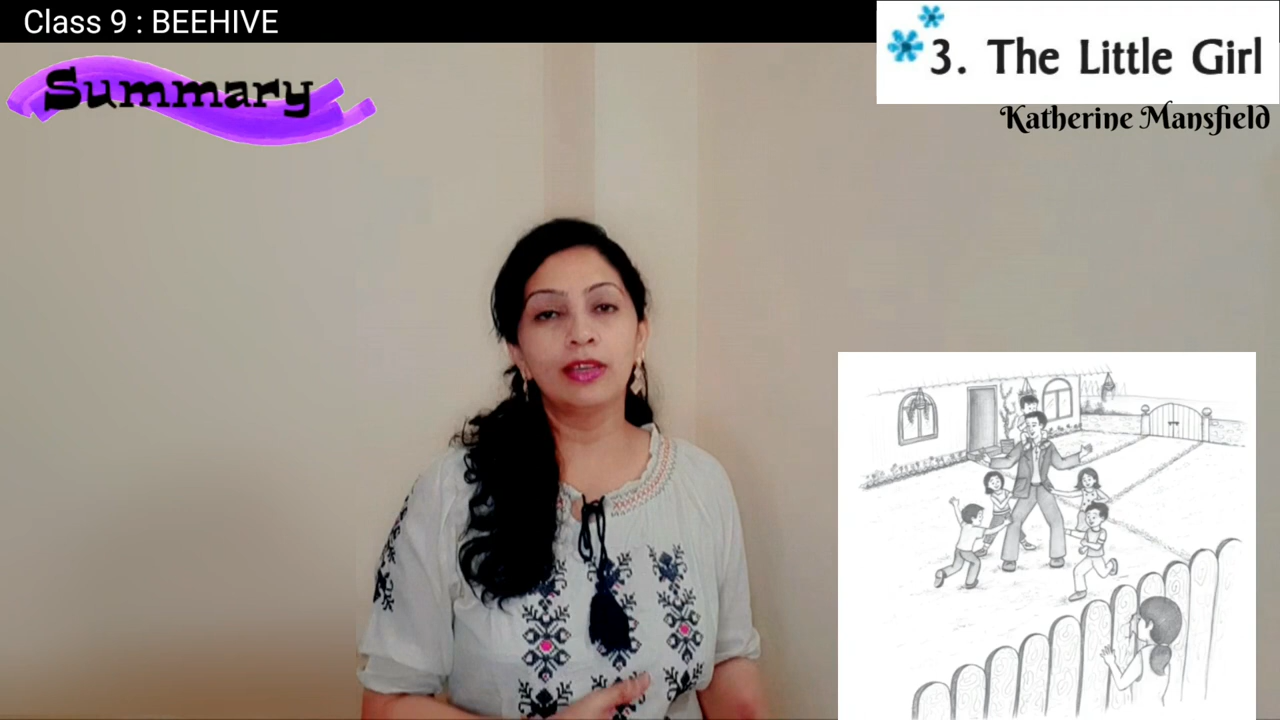 Class 9 : BEEHIVE
Summary
3. The Little Girl
Katherine Mansfield